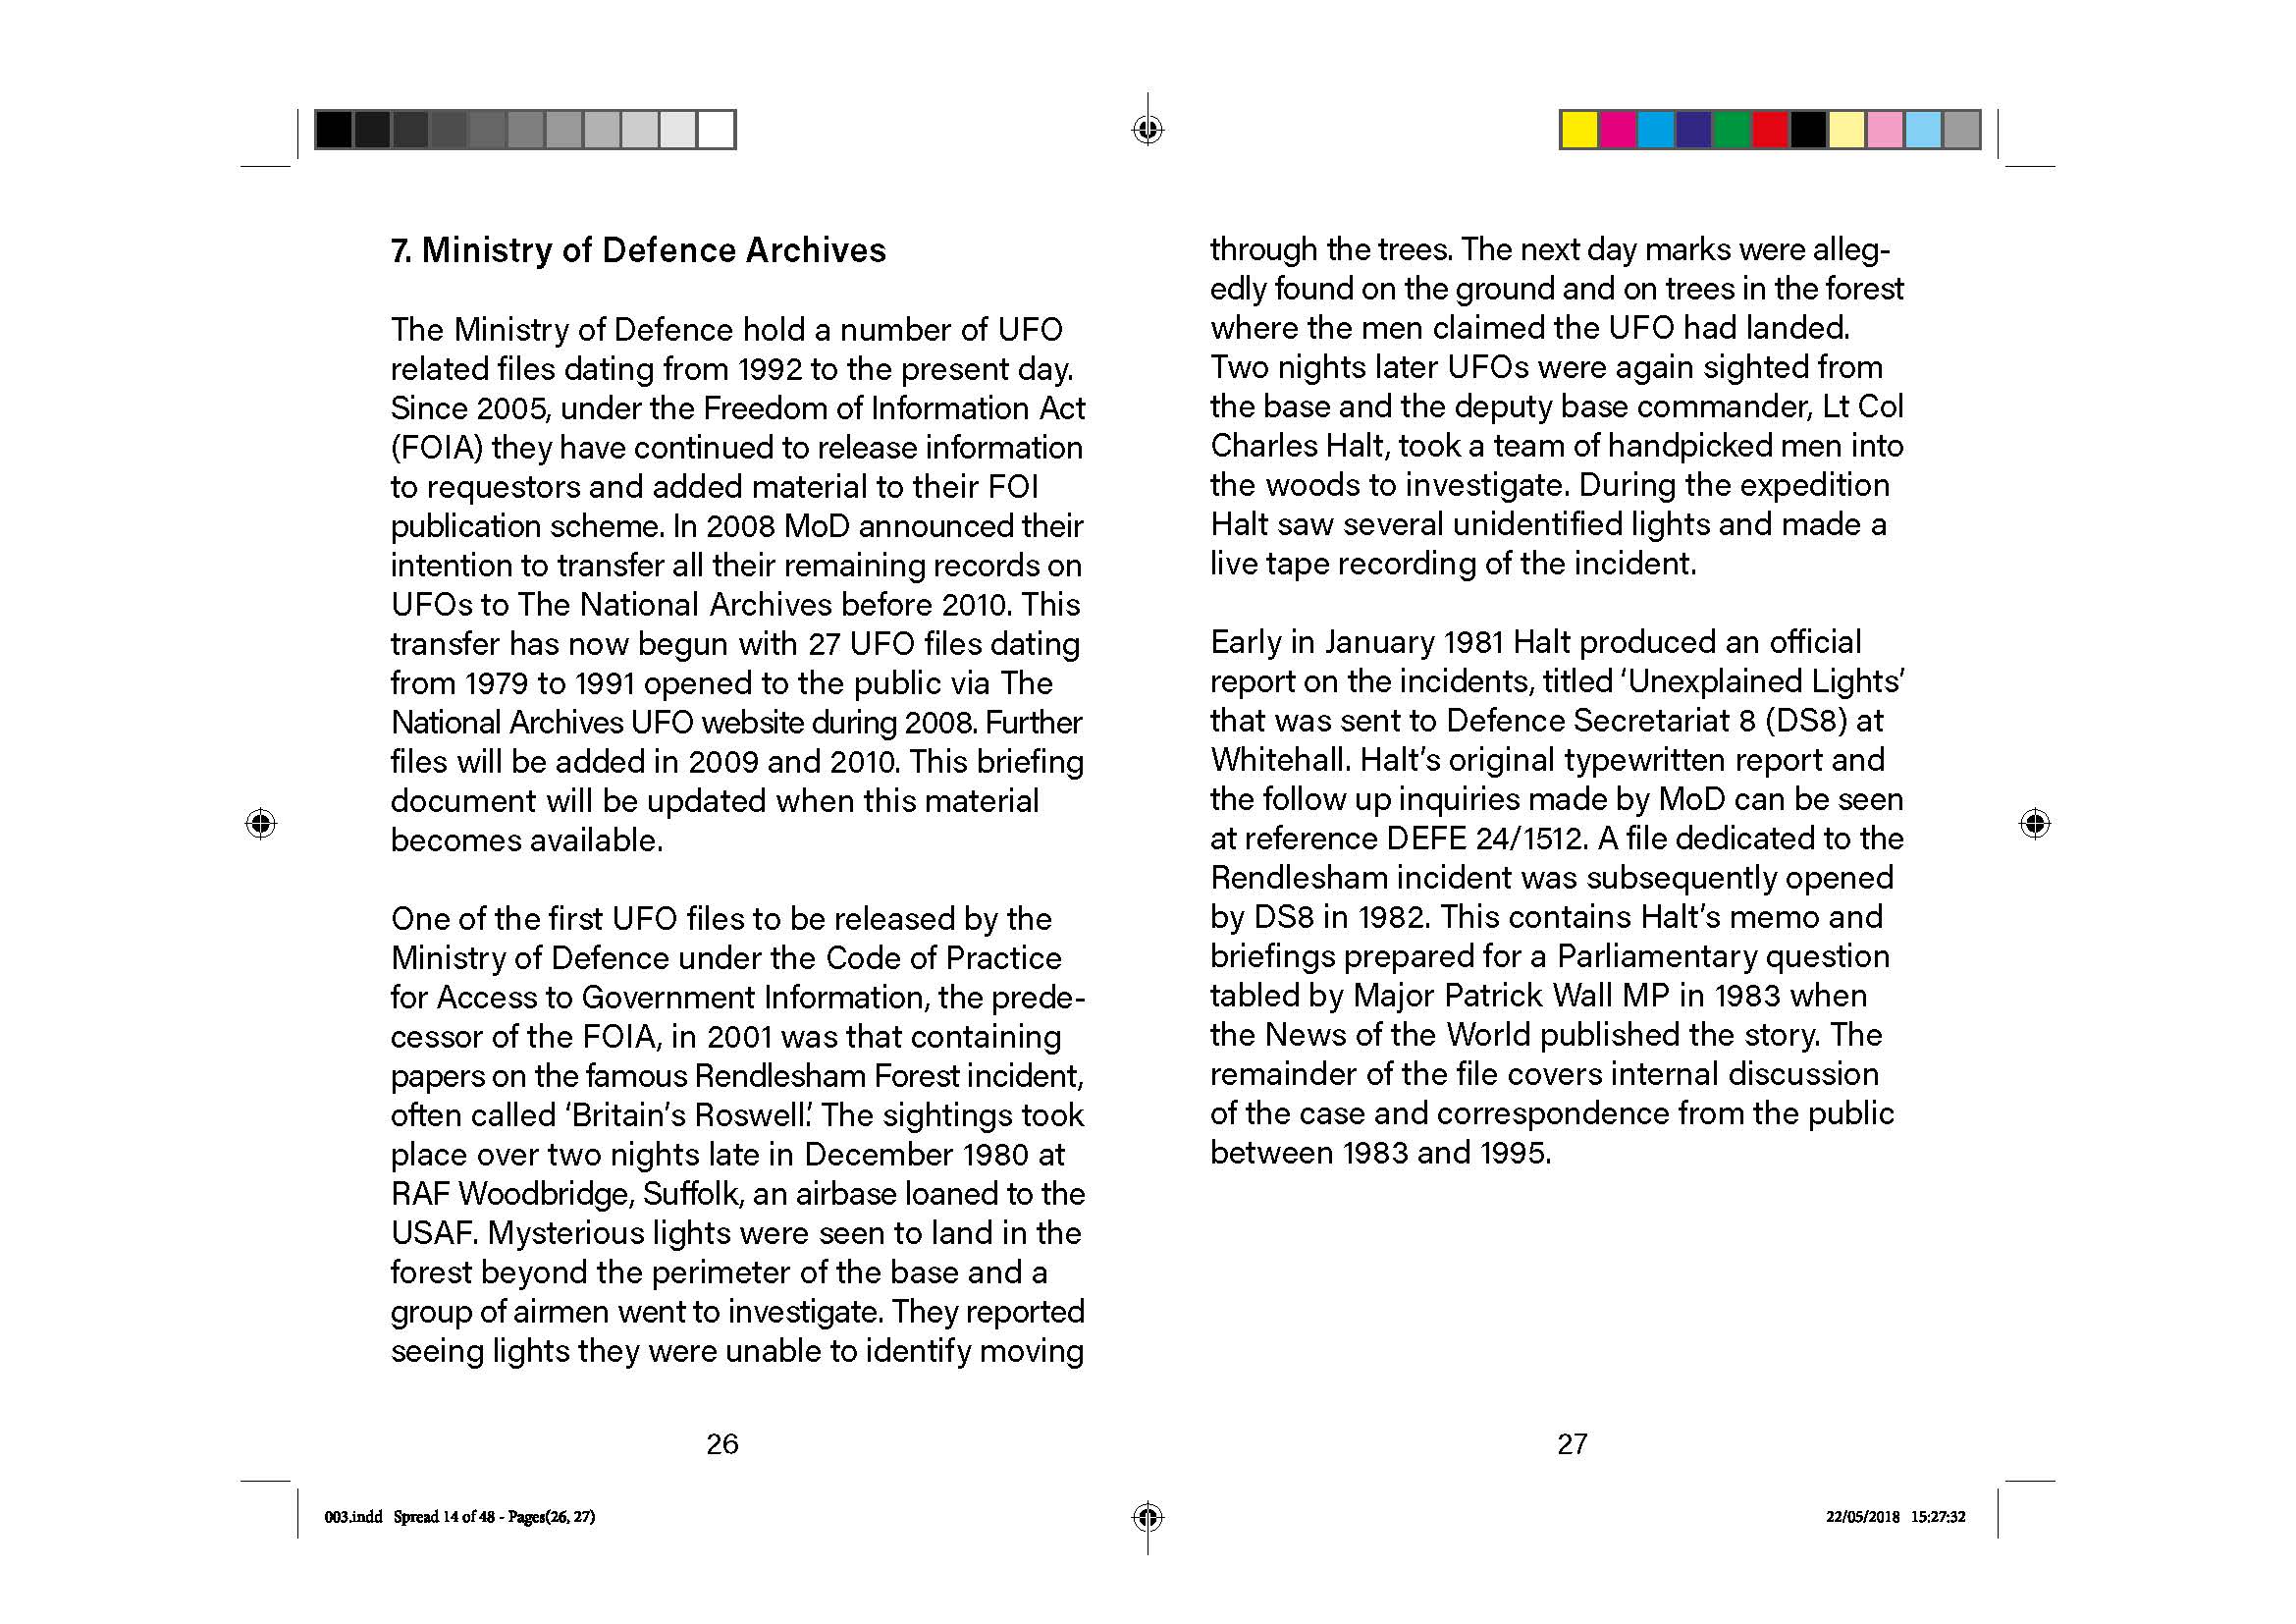 7. Ministry of Defence Archives
The Ministry of Defence hold a number of UFO
related files dating from 1992 to the present day.
Since 2005, under the Freedom of Information Act
(FOIA) they have continued to release information
to requestors and added material to their FOI
publication scheme. In 2008 MoD announced their
intention to transfer all their remaining records on
UFOs to The National Archives before 2010. This
transfer has now begun with 27 UFO files dating
from 1979 to 1991 opened to the public via The
National Archives UFO website during 2008. Further
files will be added in 2009 and 2010. This briefing
document will be updated when this material
becomes available.
One of the first UFO files to be released by the
Ministry of Defence under the Code of Practice
for Access to Government Information, the prede-
cessor of the FOIA, in 2001 was that containing
papers on the famous Rendlesham Forest incident,
often called ‘Britain’s Roswell.’ The sightings took
place over two nights late in December 1980 at
RAF Woodbridge, Suffolk, an airbase loaned to the
USAF. Mysterious lights were seen to land in the
forest beyond the perimeter of the base and a
group of airmen went to investigate. They reported
seeing lights they were unable to identify moving
26
through the trees. The next day marks were alleg-
edly found on the ground and on trees in the forest
where the men claimed the UFO had landed.
Two nights later UFOs were again sighted from
the base and the deputy base commander, Lt Col
Charles Halt, took a team of handpicked men into
the woods to investigate. During the expedition
Halt saw several unidentified lights and made a
live tape recording of the incident.
Early in January 1981 Halt produced an official
report on the incidents, titled ‘Unexplained Lights’
that was sent to Defence Secretariat 8 (DS8) at
Whitehall. Halt’s original typewritten report and
the follow up inquiries made by MoD can be seen
at reference DEFE 24/1512. A file dedicated to the
Rendlesham incident was subsequently opened
by DS8 in 1982. This contains Halt’s memo and
briefings prepared for a Parliamentary question
tabled by Major Patrick Wall MP in 1983 when
the News of the World published the story. The
remainder of the file covers internal discussion
of the case and correspondence from the public
between 1983 and 1995.
27
003.indd   Spread 14 of 48 - Pages(26, 27)
22/05/2018   15:27:32